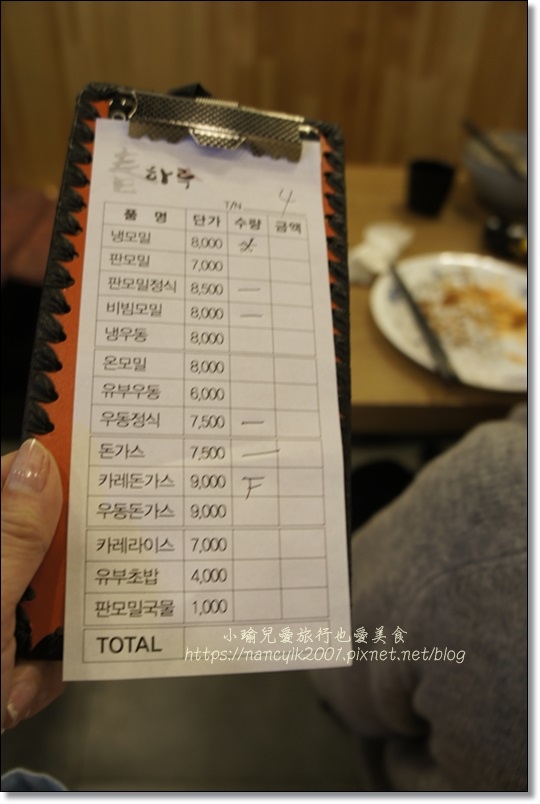 春 하루
T/N 4
품 명 단가 수량 금액
냉모밀 8,000
판모밀 7,000
판모밀정식 8,500 一
비빔모밀 8,000 一
냉우동 8,000
온모밀 8,000
유부우동 6,000
우동정식 7,500 一
돈가스 7,500 一
카레돈가스 9,000 F
우동돈가스 9,000
카레라이스 7,000
유부초밥 4,000
판모밀국물 1,000
TOTAL
小瑜兒愛旅行也愛美食
https://nancylk2001.pixnet.net/blog